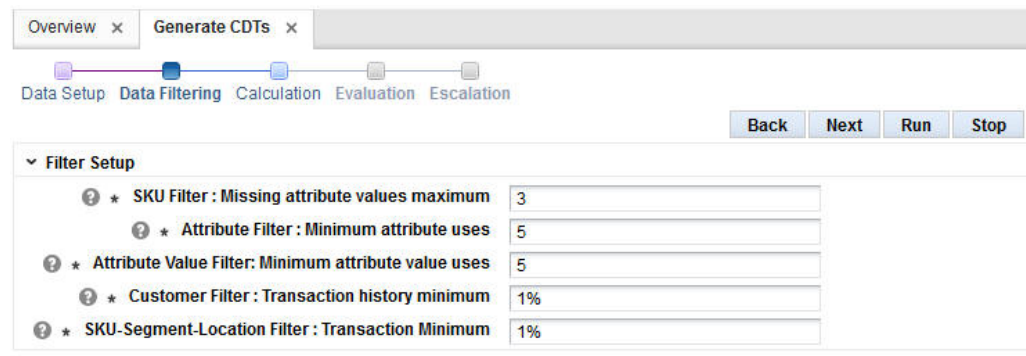 Overview × Generate CDTs ×
Data Setup Data Filtering Calculation Evaluation Escalation
Back Next Run Stop
Filter Setup
? * SKU Filter : Missing attribute values maximum 3
? * Attribute Filter : Minimum attribute uses 5
? * Attribute Value Filter: Minimum attribute value uses 5
? * Customer Filter : Transaction history minimum 1%
? * SKU-Segment-Location Filter : Transaction Minimum 1%